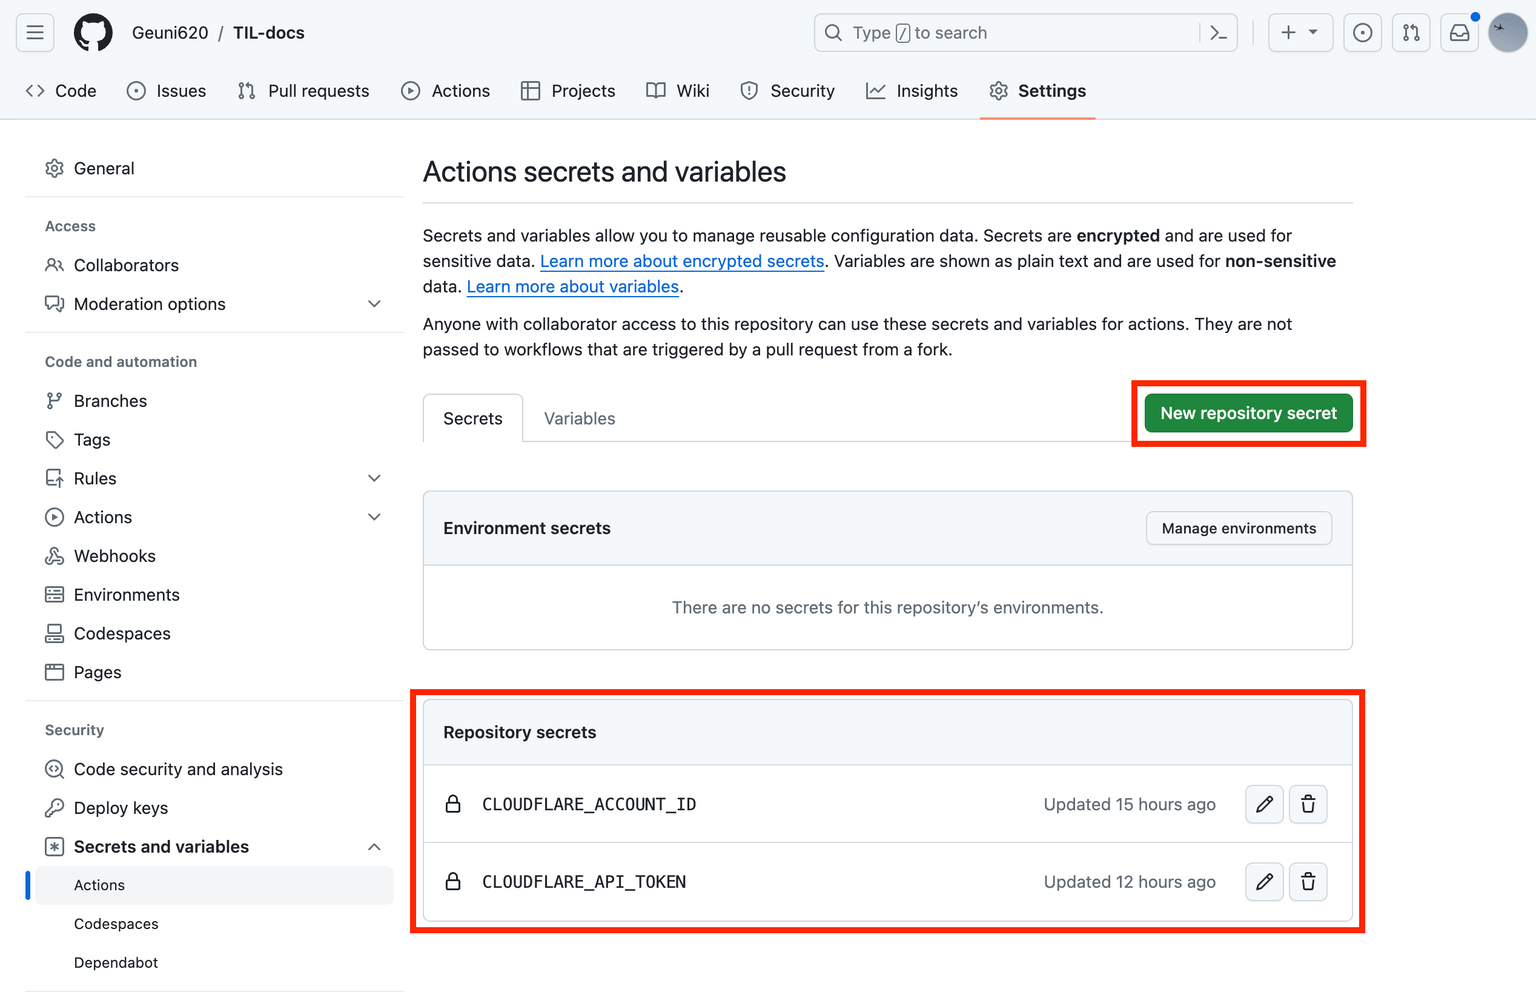 Geuni620 / TIL-docs
Type / to search
Code
Issues
Pull requests
Actions
Projects
Wiki
Security
Insights
Settings
General
Access
Collaborators
Moderation options
Code and automation
Branches
Tags
Rules
Actions
Webhooks
Environments
Codespaces
Pages
Security
Code security and analysis
Deploy keys
Secrets and variables
Actions
Codespaces
Dependabot
Actions secrets and variables
Secrets and variables allow you to manage reusable configuration data. Secrets are encrypted and are used for
sensitive data. Learn more about encrypted secrets. Variables are shown as plain text and are used for non-sensitive
data. Learn more about variables.
Anyone with collaborator access to this repository can use these secrets and variables for actions. They are not
passed to workflows that are triggered by a pull request from a fork.
Secrets
Variables
New repository secret
Environment secrets
Manage environments
There are no secrets for this repository's environments.
Repository secrets
CLOUDFLARE_ACCOUNT_ID
Updated 15 hours ago
CLOUDFLARE_API_TOKEN
Updated 12 hours ago